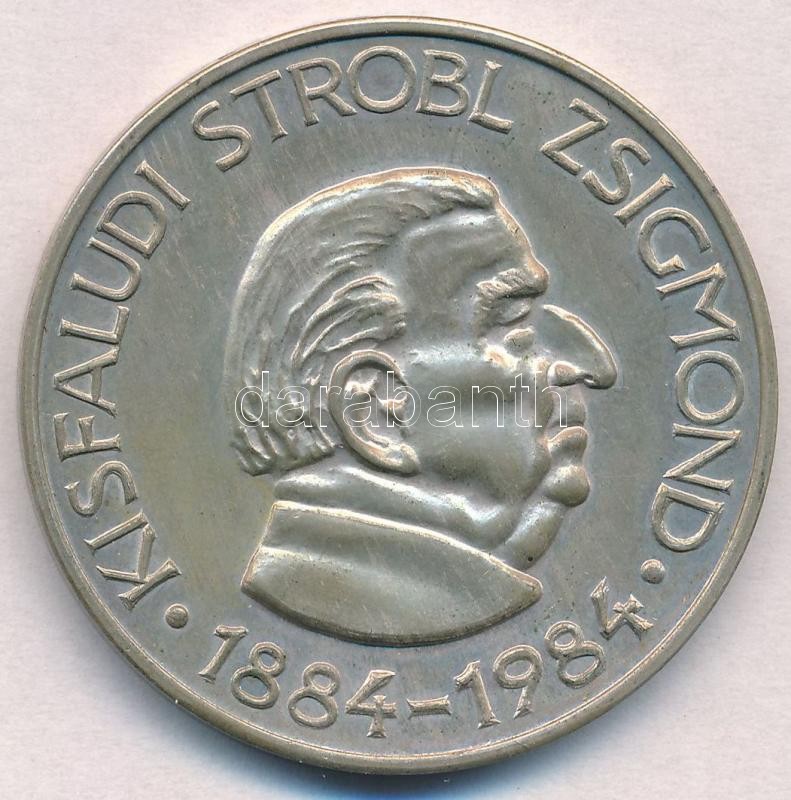 · KISFALUDI STROBL ZSIGMOND ·
1884–1984
darabanth